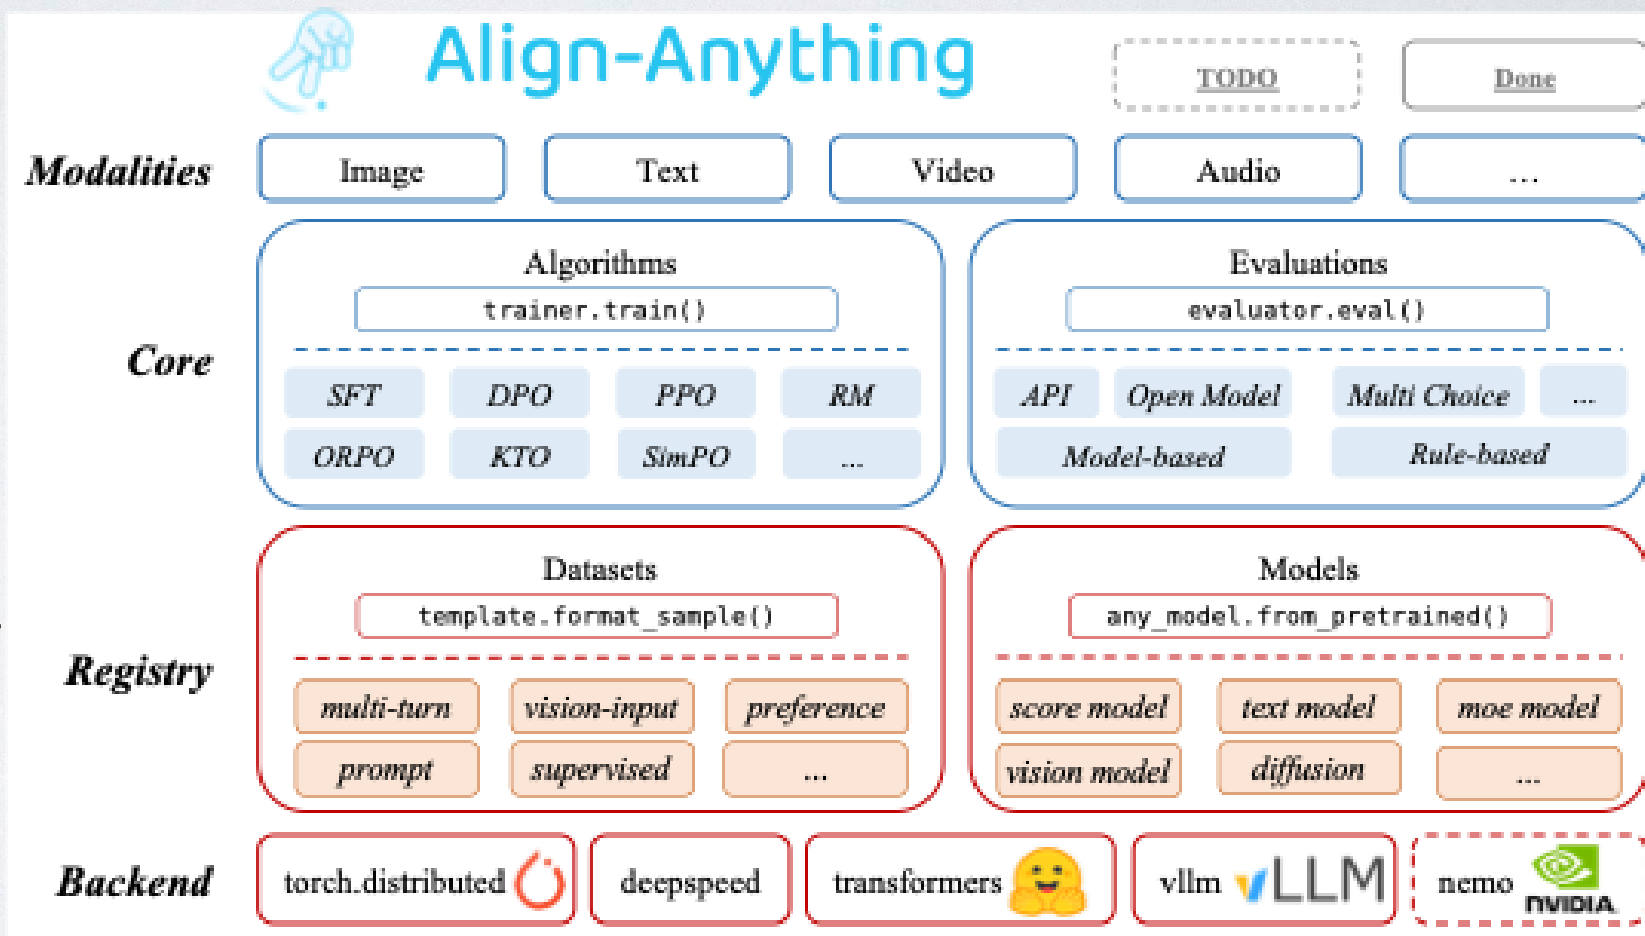 Align-Anything
TODO
Done
Modalities
Image
Text
Video
Audio
...
Core
Algorithms
trainer.train()
SFT
DPO
PPO
RM
ORPO
KTO
SimPO
...
Evaluations
evaluator.eval()
API
Open Model
Multi Choice
...
Model-based
Rule-based
Registry
Datasets
template.format_sample()
multi-turn
vision-input
preference
prompt
supervised
...
Models
any_model.from_pretrained()
score model
text model
moe model
vision model
diffusion
...
Backend
torch.distributed
deepspeed
transformers
vllm
vLLM
nemo
NVIDIA